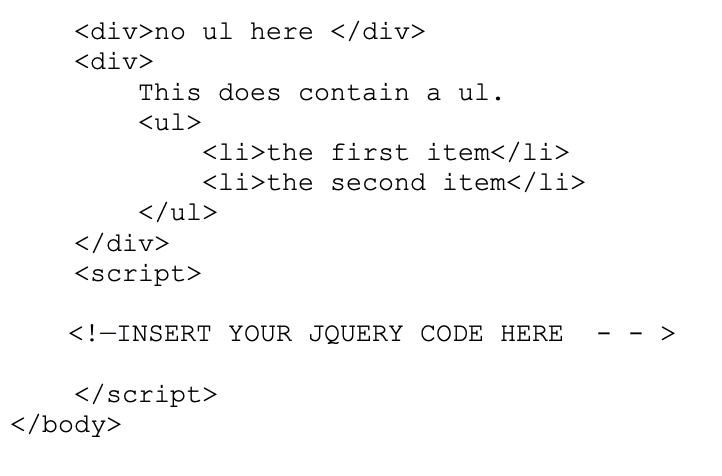 <div>no ul here </div>
<div>
This does contain a ul.
<ul>
<li>the first item</li>
<li>the second item</li>
</ul>
</div>
<script>
<!—INSERT YOUR JQUERY CODE HERE  - - >
</script>
</body>